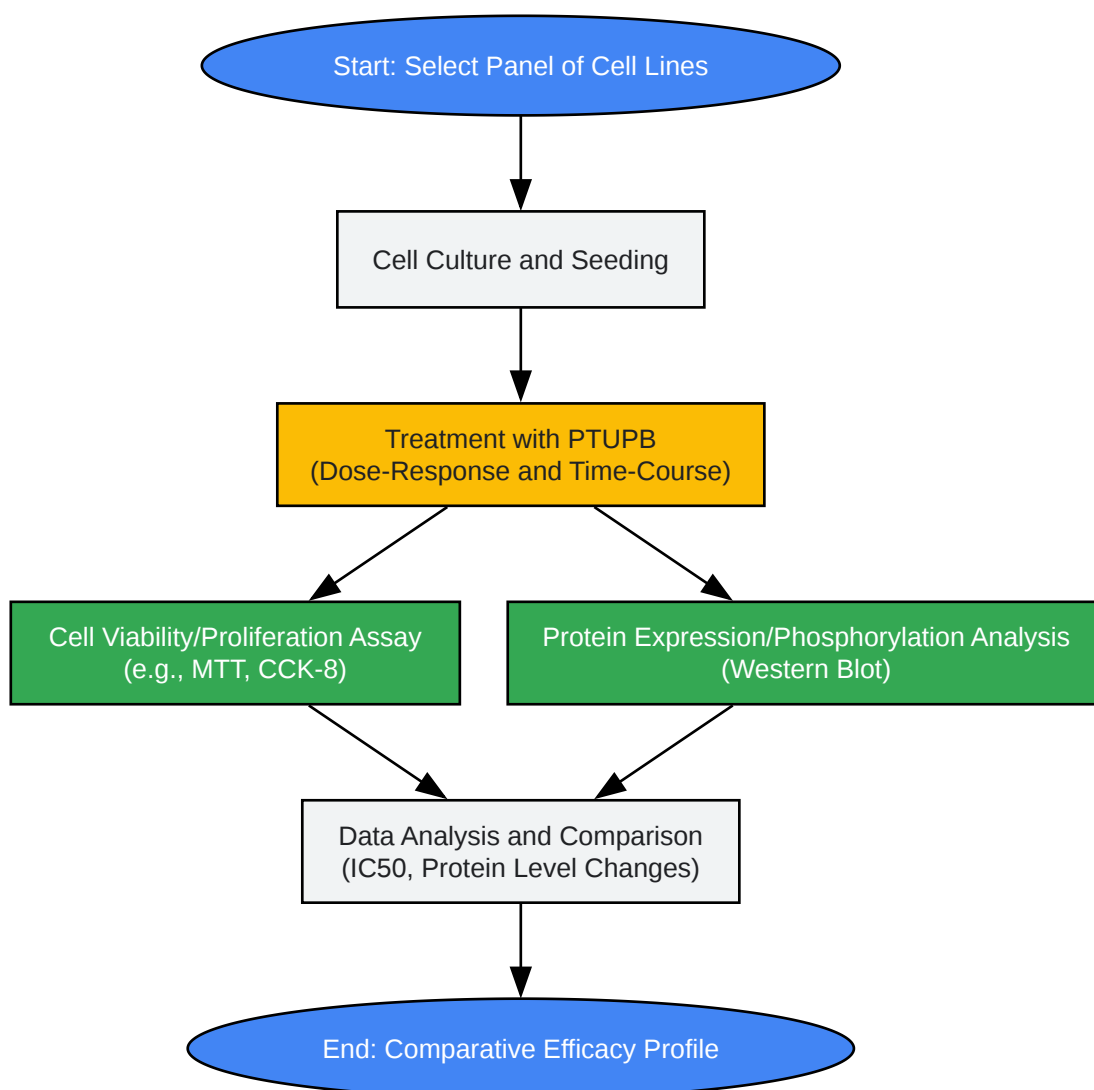 Start: Select Panel of Cell Lines
Cell Culture and Seeding
Treatment with PTUPB
(Dose-Response and Time-Course)
Cell Viability/Proliferation Assay
(e.g., MTT, CCK-8)
Protein Expression/Phosphorylation Analysis
(Western Blot)
Data Analysis and Comparison
(IC50, Protein Level Changes)
End: Comparative Efficacy Profile